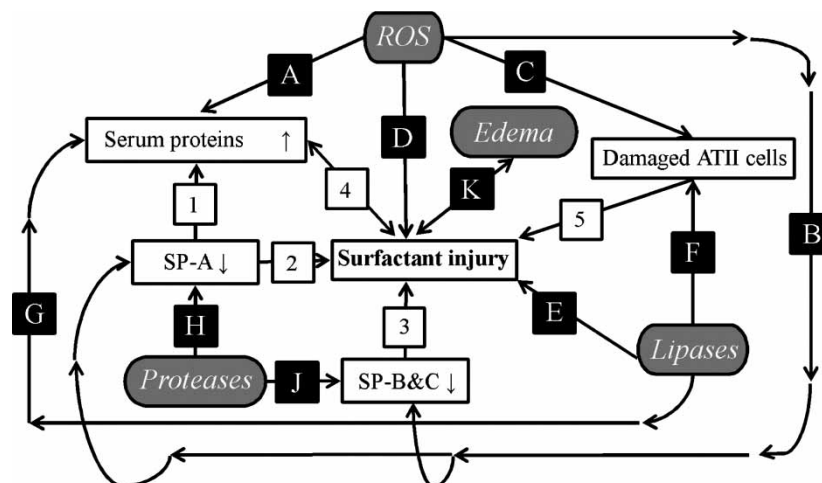 ROS
A
C
Serum proteins ↑
D
Edema
Damaged ATII cells
K
1
4
5
B
SP-A ↓
2
Surfactant injury
F
G
H
3
E
Proteases
J
SP-B&C ↓
Lipases